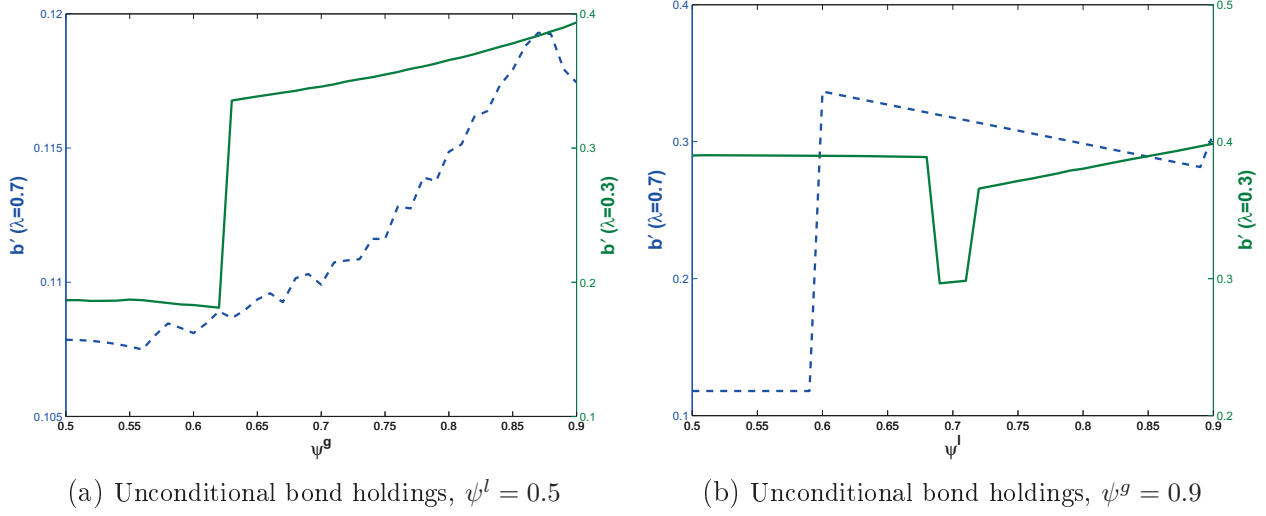 0.12
0.115
0.11
0.105
b′ (λ=0.7)
0.4
0.3
0.2
0.1
b′ (λ=0.3)
0.5 0.55 0.6 0.65 0.7 0.75 0.8 0.85 0.9
ψ^g
(a) Unconditional bond holdings, ψ^l = 0.5
0.4
0.3
0.2
0.1
b′ (λ=0.7)
0.5
0.4
0.3
0.2
b′ (λ=0.3)
0.5 0.55 0.6 0.65 0.7 0.75 0.8 0.85 0.9
ψ^l
(b) Unconditional bond holdings, ψ^g = 0.9